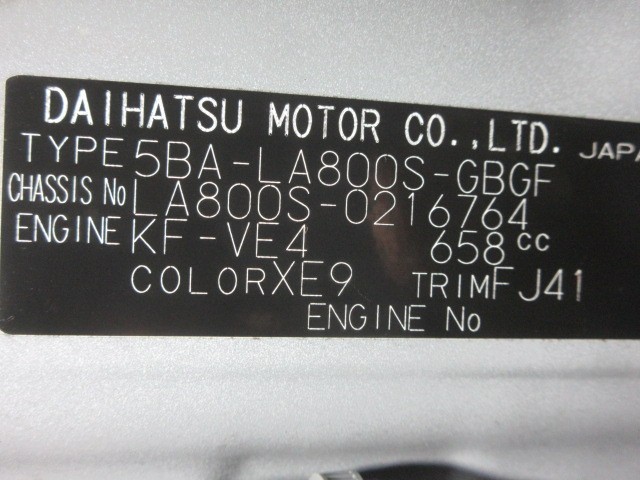 DAIHATSU MOTOR CO.,LTD. JAPA
TYPE 5BA-LA800S-GBGF
CHASSIS No LA800S-0216764
ENGINE KF-VE4 658cc
COLOR XE9 TRIM FJ41
ENGINE No